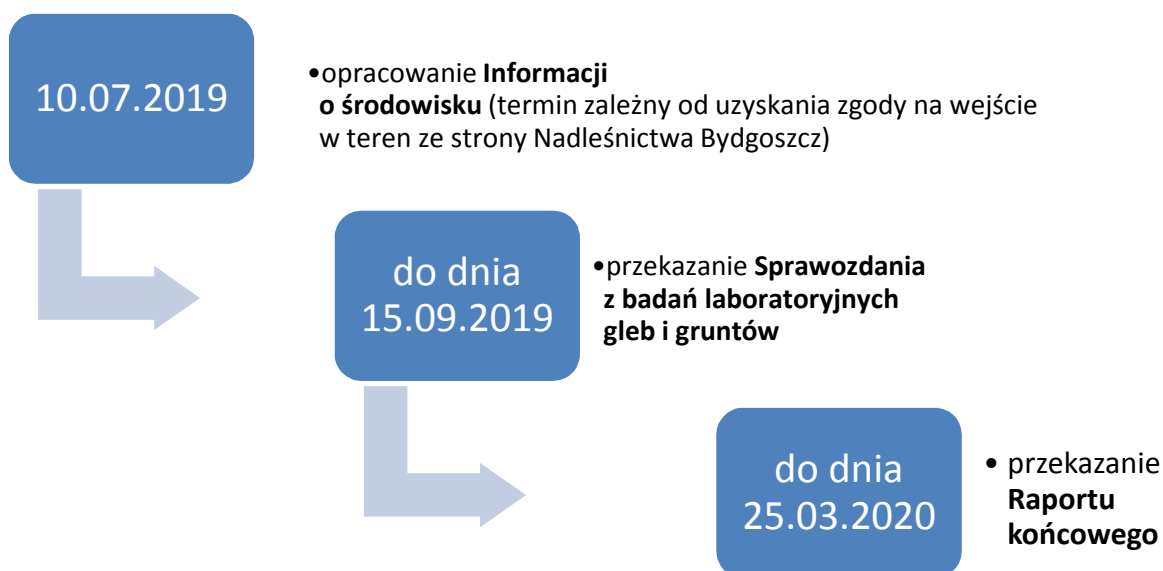 10.07.2019
•opracowanie Informacji
o środowisku (termin zależny od uzyskania zgody na wejście
w teren ze strony Nadleśnictwa Bydgoszcz)
do dnia
15.09.2019
•przekazanie Sprawozdania
z badań laboratoryjnych
gleb i gruntów
do dnia
25.03.2020
• przekazanie
Raportu
końcowego